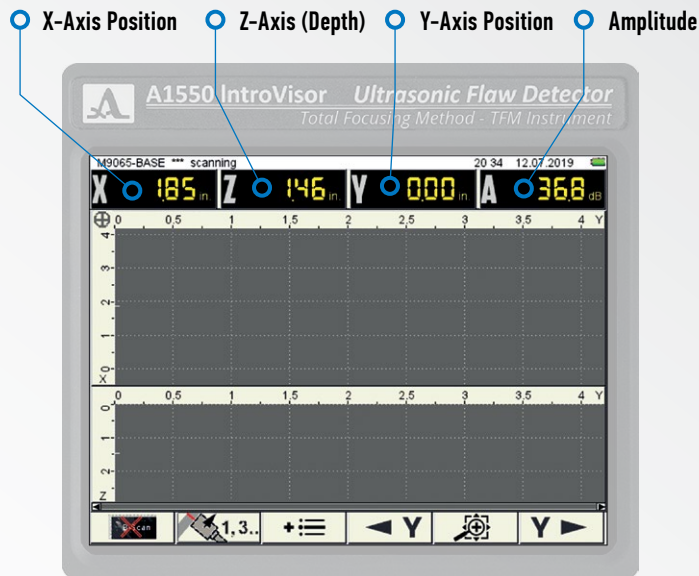 X-Axis Position Z-Axis (Depth) Y-Axis Position Amplitude
A1550 IntroVisor Ultrasonic Flaw Detector
Total Focusing Method - TFM Instrument
M9065-BASE *** scanning 20 34 12.07.2019
X 1,85 in. Z 1,46 in. Y 0,00 in. A 36,8 dB
0 0,5 1 1,5 2 2,5 3 3,5 4 Y
4
3
2
1
0
X
0 0,5 1 1,5 2 2,5 3 3,5 4 Y
0
1
2
Z
B-scan 1,3.. + Y Y